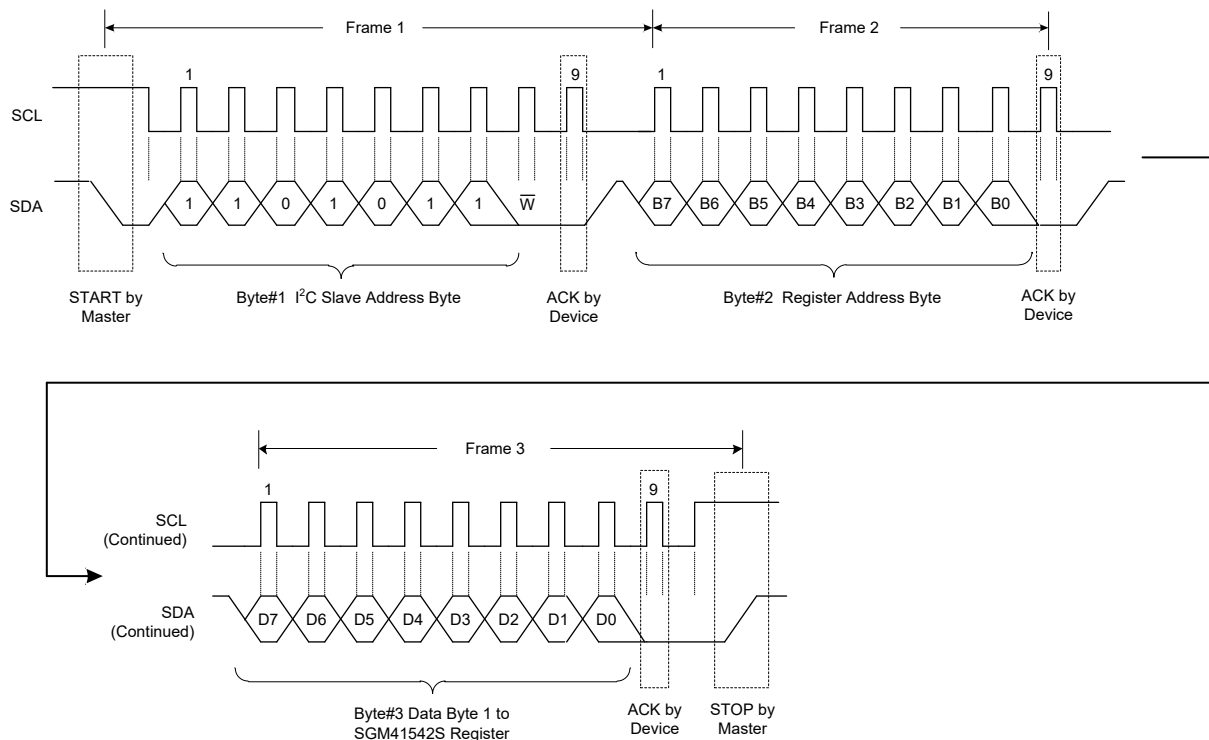 Frame 1 Frame 2
1 9 1 9
SCL
SDA 1 1 0 1 0 1 1 W̅ B7 B6 B5 B4 B3 B2 B1 B0
START by
Master
Byte#1 I²C Slave Address Byte
ACK by
Device
Byte#2 Register Address Byte
ACK by
Device
Frame 3
1 9
SCL
(Continued)
SDA
(Continued)
D7 D6 D5 D4 D3 D2 D1 D0
Byte#3 Data Byte 1 to
SGM41542S Register
ACK by
Device
STOP by
Master